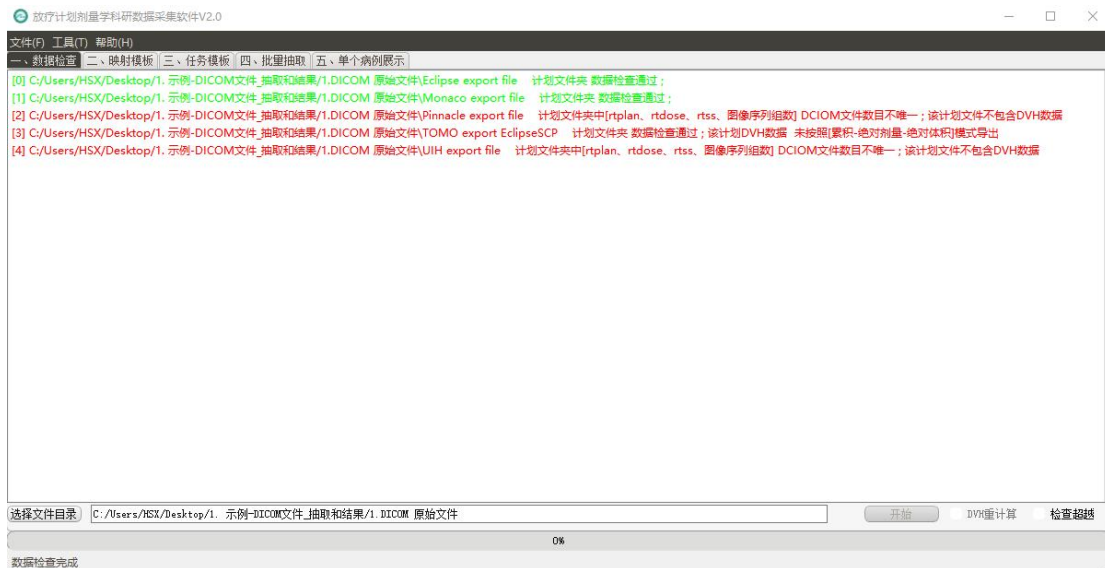 放疗计划剂量学科研数据采集软件V2.0
文件(F) 工具(T) 帮助(H)
一、数据检查 二、映射模板 三、任务模板 四、批量抽取 五、单个病例展示
[0] C:/Users/HSX/Desktop/1. 示例-DICOM文件_抽取和结果/1.DICOM 原始文件\Eclipse export file 计划文件夹 数据检查通过 ;
[1] C:/Users/HSX/Desktop/1. 示例-DICOM文件_抽取和结果/1.DICOM 原始文件\Monaco export file 计划文件夹 数据检查通过 ;
[2] C:/Users/HSX/Desktop/1. 示例-DICOM文件_抽取和结果/1.DICOM 原始文件\Pinnacle export file 计划文件夹中[rtplan、rtdose、rtss、图像序列组数] DCIOM文件数目不唯一 ; 该计划文件不包含DVH数据
[3] C:/Users/HSX/Desktop/1. 示例-DICOM文件_抽取和结果/1.DICOM 原始文件\TOMO export EclipseSCP 计划文件夹 数据检查通过 ; 该计划DVH数据 未按照[累积-绝对剂量-绝对体积]模式导出
[4] C:/Users/HSX/Desktop/1. 示例-DICOM文件_抽取和结果/1.DICOM 原始文件\UIH export file 计划文件夹中[rtplan、rtdose、rtss、图像序列组数] DCIOM文件数目不唯一 ; 该计划文件不包含DVH数据
选择文件目录 C:/Users/HSX/Desktop/1. 示例-DICOM文件_抽取和结果/1.DICOM 原始文件 开始 DVH重计算 检查超越
0%
数据检查完成